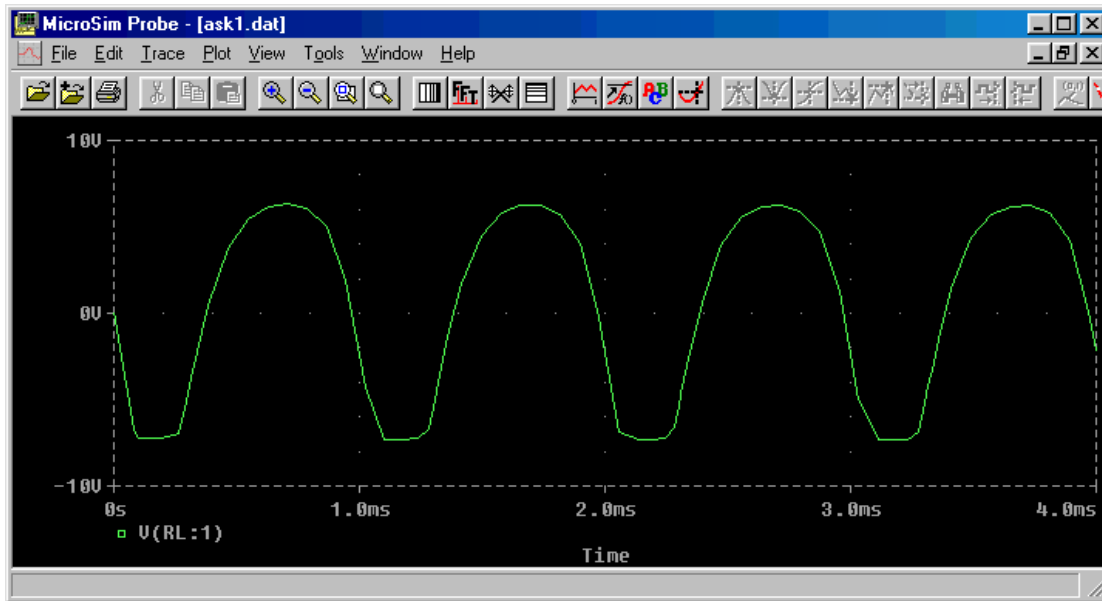 MicroSim Probe - [ask1.dat]
File Edit Trace Plot View Tools Window Help
10V
0V
-10V
0s 1.0ms 2.0ms 3.0ms 4.0ms
V(RL:1)
Time